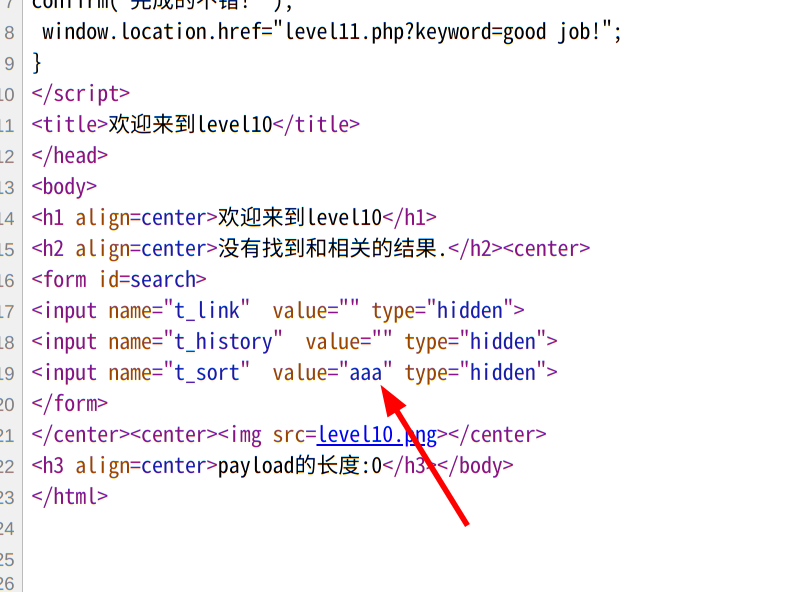 7 confirm("完成的不错！");
8 window.location.href="level11.php?keyword=good job!";
9 }
10 </script>
11 <title>欢迎来到level10</title>
12 </head>
13 <body>
14 <h1 align=center>欢迎来到level10</h1>
15 <h2 align=center>没有找到和相关的结果.</h2><center>
16 <form id=search>
17 <input name="t_link"  value="" type="hidden">
18 <input name="t_history"  value="" type="hidden">
19 <input name="t_sort"  value="aaa" type="hidden">
20 </form>
21 </center><center><img src=level10.png></center>
22 <h3 align=center>payload的长度:0</h3></body>
23 </html>
24
25
26